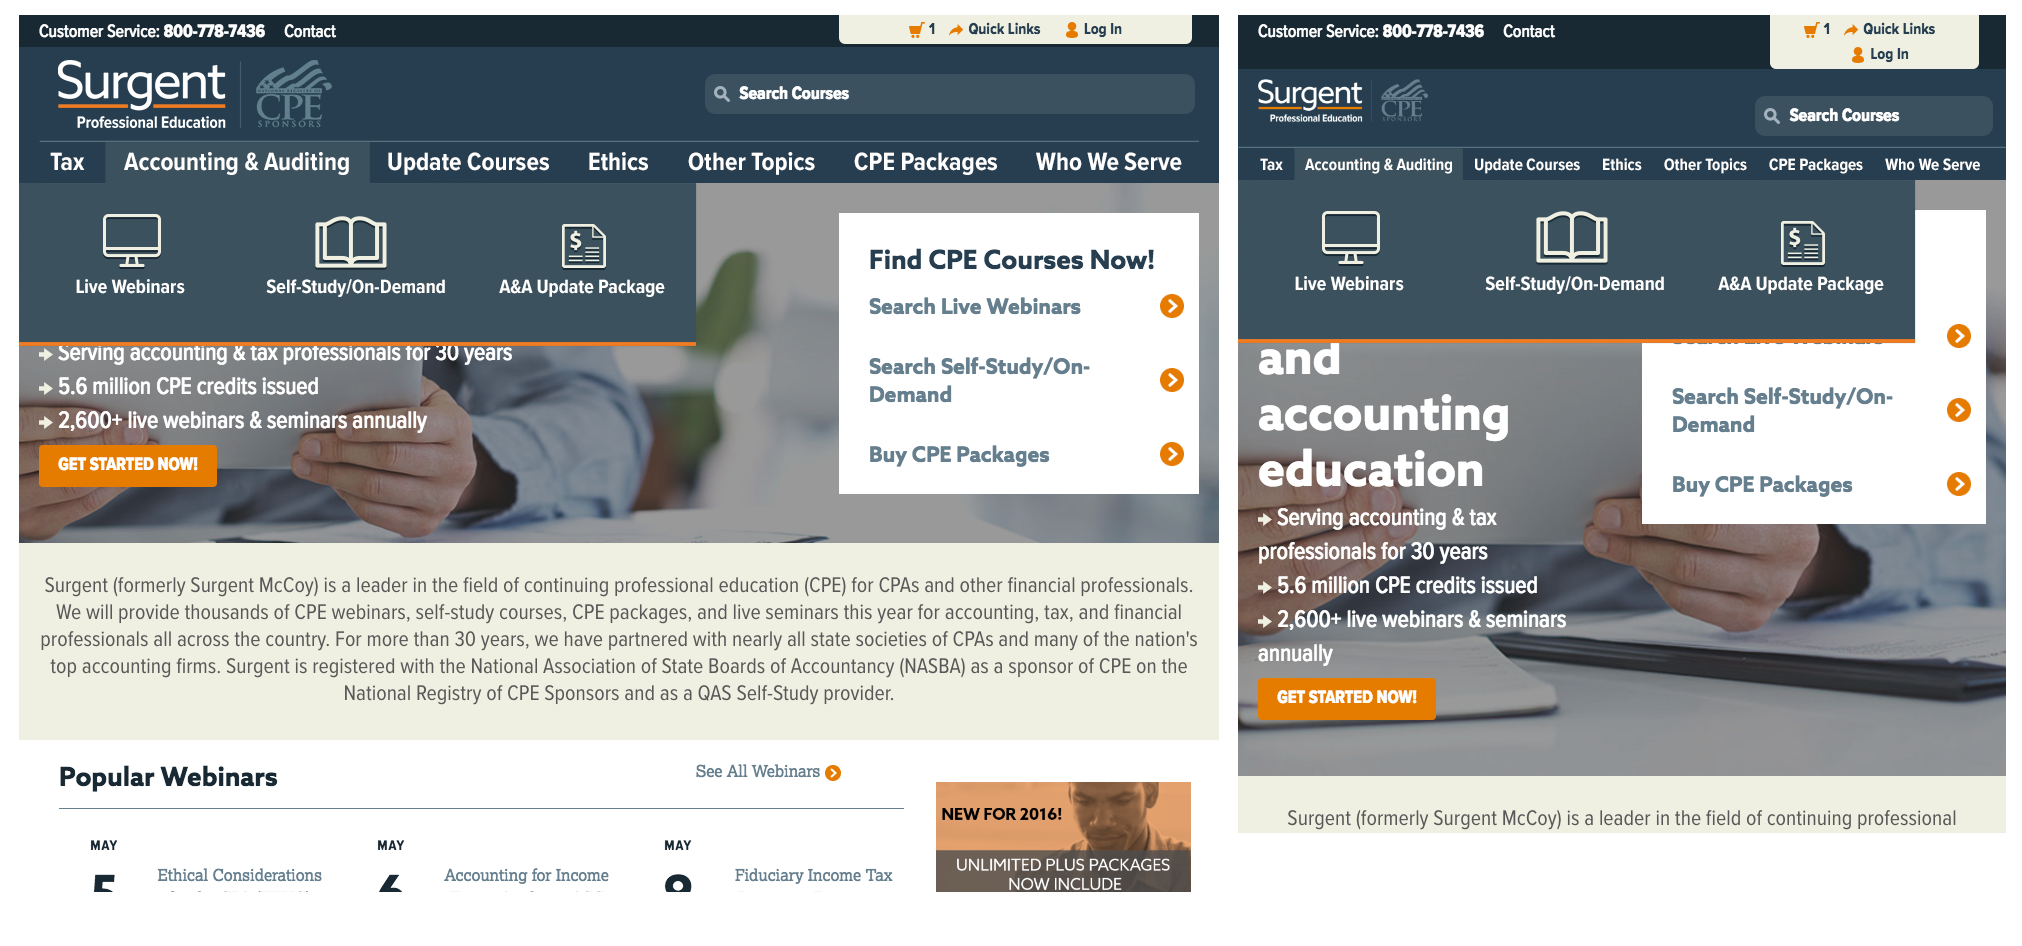 Customer Service: 800-778-7436 Contact
1 Quick Links Log In
Surgent
Professional Education
CPE
SPONSORS
Search Courses
Tax Accounting & Auditing Update Courses Ethics Other Topics CPE Packages Who We Serve
Live Webinars Self-Study/On-Demand A&A Update Package
Serving accounting & tax professionals for 30 years
5.6 million CPE credits issued
2,600+ live webinars & seminars annually
GET STARTED NOW!
Find CPE Courses Now!
Search Live Webinars
Search Self-Study/On-
Demand
Buy CPE Packages
Surgent (formerly Surgent McCoy) is a leader in the field of continuing professional education (CPE) for CPAs and other financial professionals.
We will provide thousands of CPE webinars, self-study courses, CPE packages, and live seminars this year for accounting, tax, and financial
professionals all across the country. For more than 30 years, we have partnered with nearly all state societies of CPAs and many of the nation's
top accounting firms. Surgent is registered with the National Association of State Boards of Accountancy (NASBA) as a sponsor of CPE on the
National Registry of CPE Sponsors and as a QAS Self-Study provider.
Popular Webinars
See All Webinars
MAY
5
Ethical Considerations
MAY
6
Accounting for Income
MAY
Fiduciary Income Tax
NEW FOR 2016!
UNLIMITED PLUS PACKAGES
NOW INCLUDE
Customer Service: 800-778-7436 Contact
1 Quick Links
Log In
Surgent
Professional Education
CPE
Search Courses
Tax Accounting & Auditing Update Courses Ethics Other Topics CPE Packages Who We Serve
Live Webinars Self-Study/On-Demand A&A Update Package
and
accounting
education
Serving accounting & tax
professionals for 30 years
5.6 million CPE credits issued
2,600+ live webinars & seminars
annually
GET STARTED NOW!
Search Self-Study/On-
Demand
Buy CPE Packages
Surgent (formerly Surgent McCoy) is a leader in the field of continuing professional